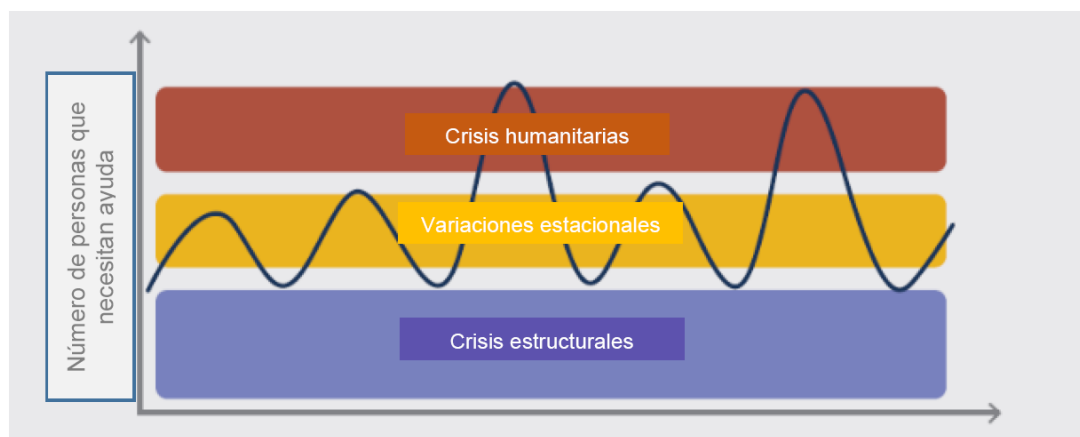 Número de personas que
necesitan ayuda
Crisis humanitarias
Variaciones estacionales
Crisis estructurales